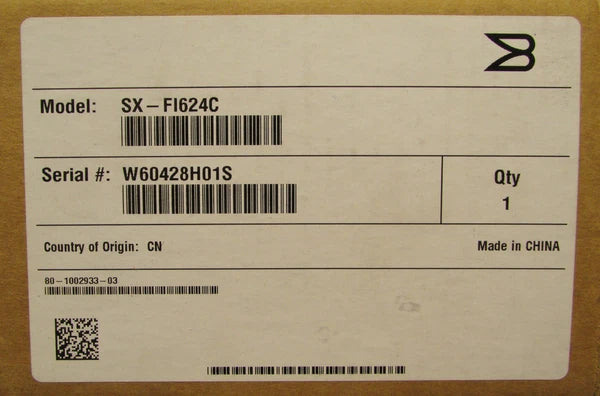 Model: SX-FI624C
Serial #: W60428H01S
Qty
1
Country of Origin: CN
Made in CHINA
80-1002933-03